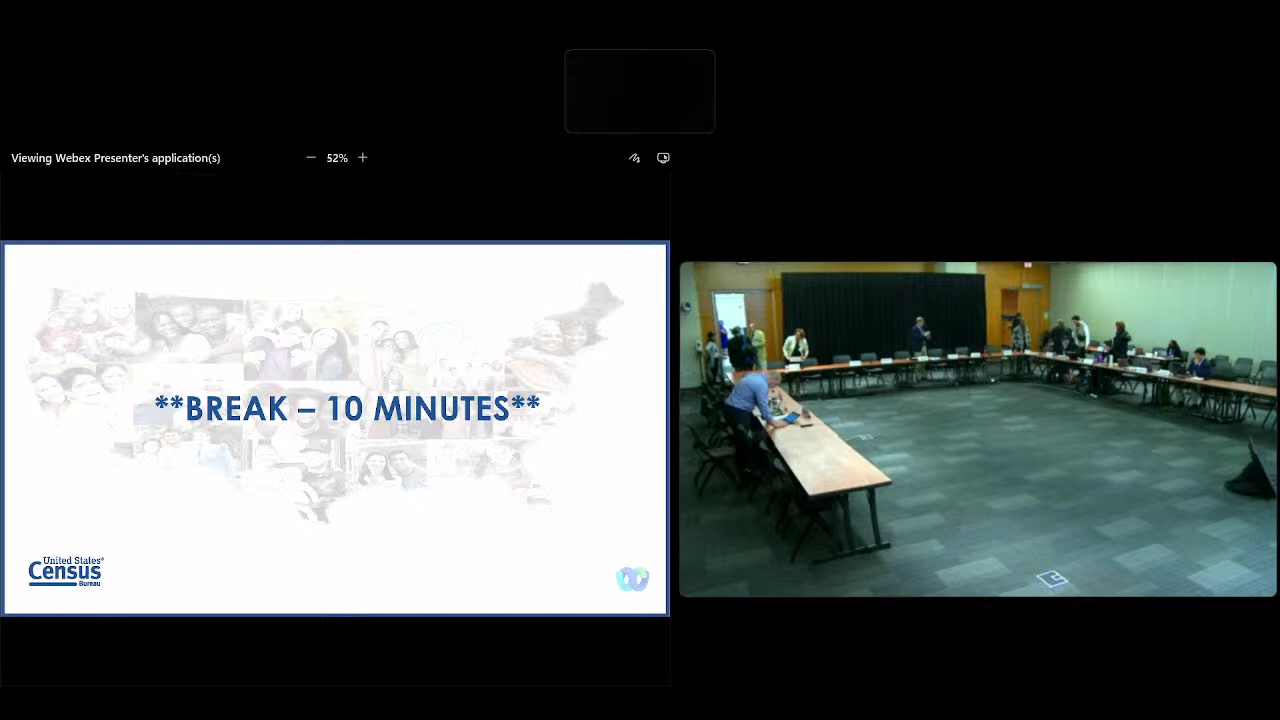 Viewing Webex Presenter's application(s)
52%
**BREAK – 10 MINUTES**
United States®
Census
Bureau